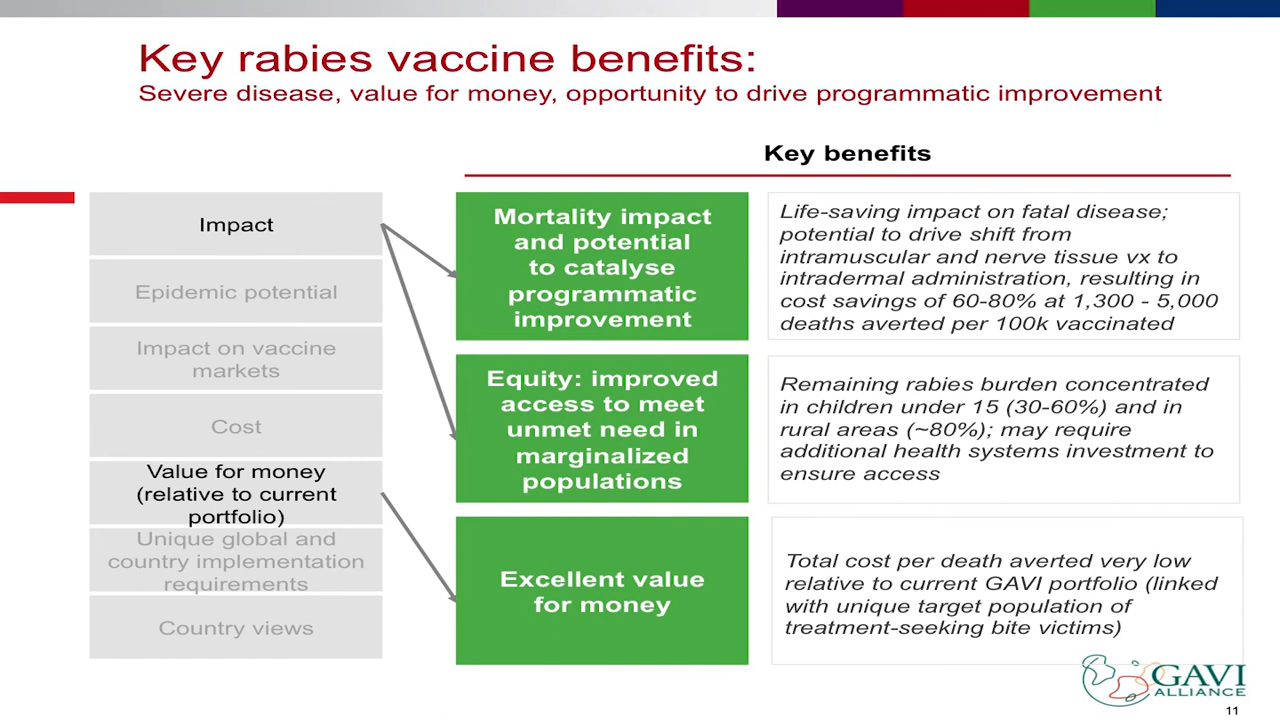 Key rabies vaccine benefits:
Severe disease, value for money, opportunity to drive programmatic improvement
Key benefits
Impact
Epidemic potential
Impact on vaccine
markets
Cost
Value for money
(relative to current
portfolio)
Unique global and
country implementation
requirements
Country views
Mortality impact
and potential
to catalyse
programmatic
improvement
Life-saving impact on fatal disease;
potential to drive shift from
intramuscular and nerve tissue vx to
intradermal administration, resulting in
cost savings of 60-80% at 1,300 - 5,000
deaths averted per 100k vaccinated
Equity: improved
access to meet
unmet need in
marginalized
populations
Remaining rabies burden concentrated
in children under 15 (30-60%) and in
rural areas (~80%); may require
additional health systems investment to
ensure access
Excellent value
for money
Total cost per death averted very low
relative to current GAVI portfolio (linked
with unique target population of
treatment-seeking bite victims)
GAVI
ALLIANCE
11